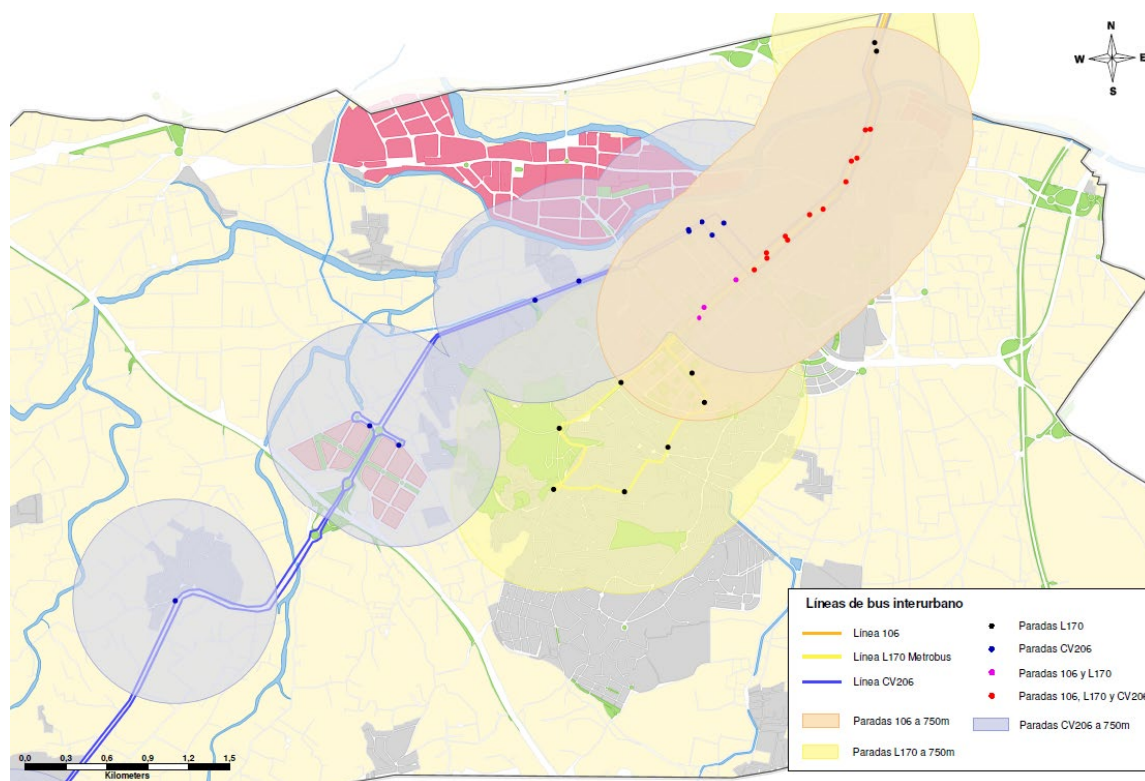 N
W E
S
Líneas de bus interurbano
Línea 106
Línea L170 Metrobus
Línea CV206
Paradas 106 a 750m
Paradas L170 a 750m
Paradas L170
Paradas CV206
Paradas 106 y L170
Paradas 106, L170 y CV206
Paradas CV206 a 750m
0,0 0,3 0,6 0,9 1,2 1,5
Kilometers